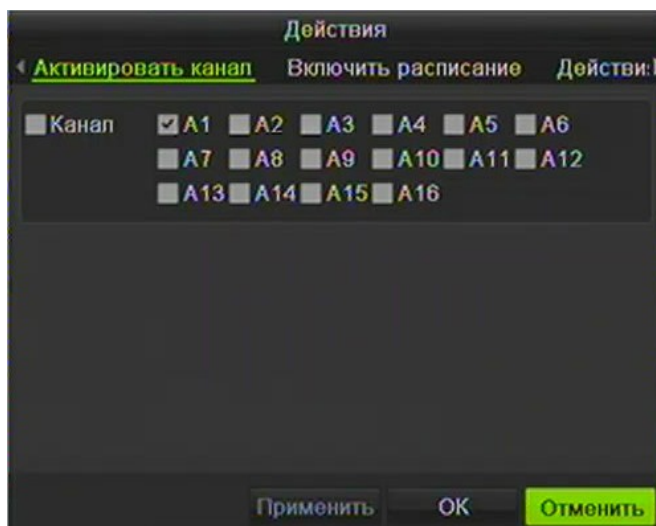 Действия
Активировать канал Включить расписание Действи
Канал A1 A2 A3 A4 A5 A6
A7 A8 A9 A10 A11 A12
A13 A14 A15 A16
Применить OK Отменить